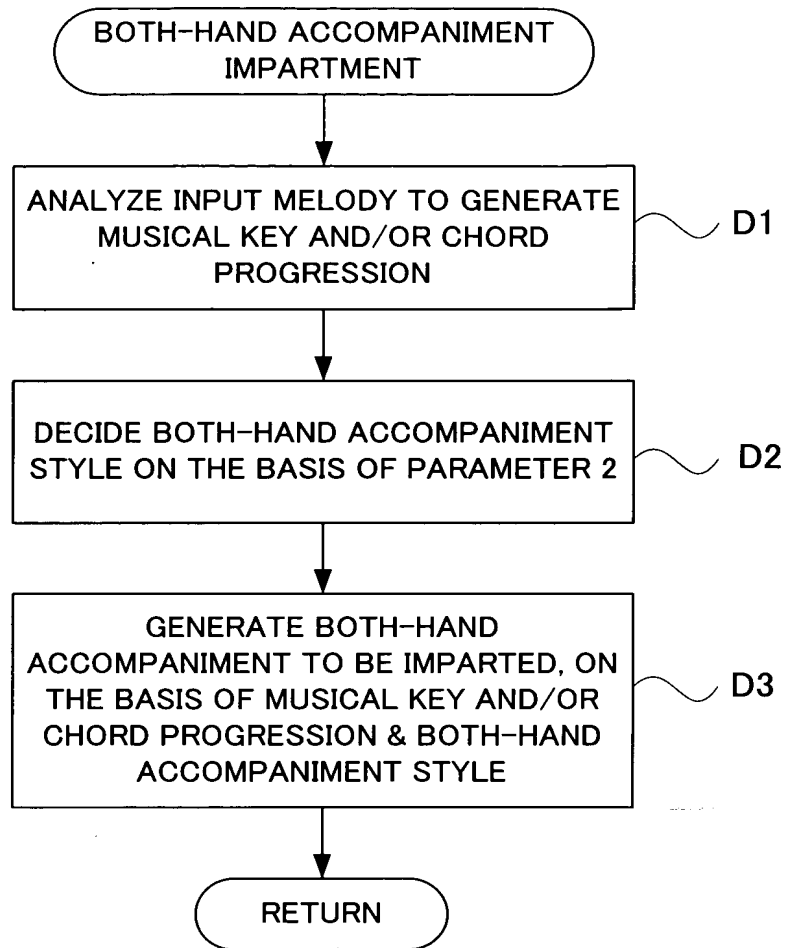 BOTH-HAND ACCOMPANIMENT
IMPARTMENT
ANALYZE INPUT MELODY TO GENERATE
MUSICAL KEY AND/OR CHORD
PROGRESSION
D1
DECIDE BOTH-HAND ACCOMPANIMENT
STYLE ON THE BASIS OF PARAMETER 2
D2
GENERATE BOTH-HAND
ACCOMPANIMENT TO BE IMPARTED, ON
THE BASIS OF MUSICAL KEY AND/OR
CHORD PROGRESSION & BOTH-HAND
ACCOMPANIMENT STYLE
D3
RETURN